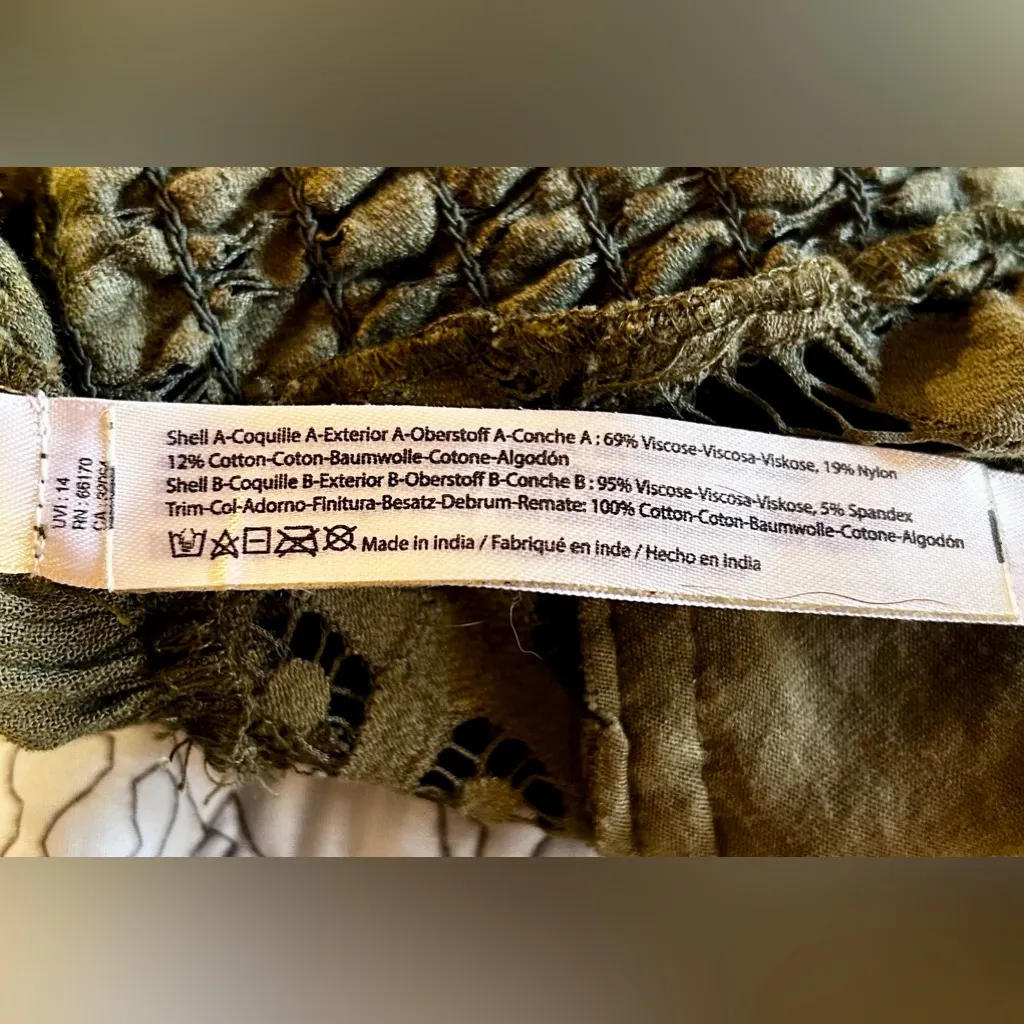 Shell A-Coquille A-Exterior A-Oberstoff A-Conche A : 69% Viscose-Viscosa-Viskose, 19% Nylon
12% Cotton-Coton-Baumwolle-Cotone-Algodón
Shell B-Coquille B-Exterior B-Oberstoff B-Conche B : 95% Viscose-Viscosa-Viskose, 5% Spandex
Trim-Col-Adorno-Finitura-Besatz-Debrum-Remate: 100% Cotton-Coton-Baumwolle-Cotone-Algodón
Made in india / Fabriqué en inde / Hecho en india
UVI : 14
RN : 66170
CA :